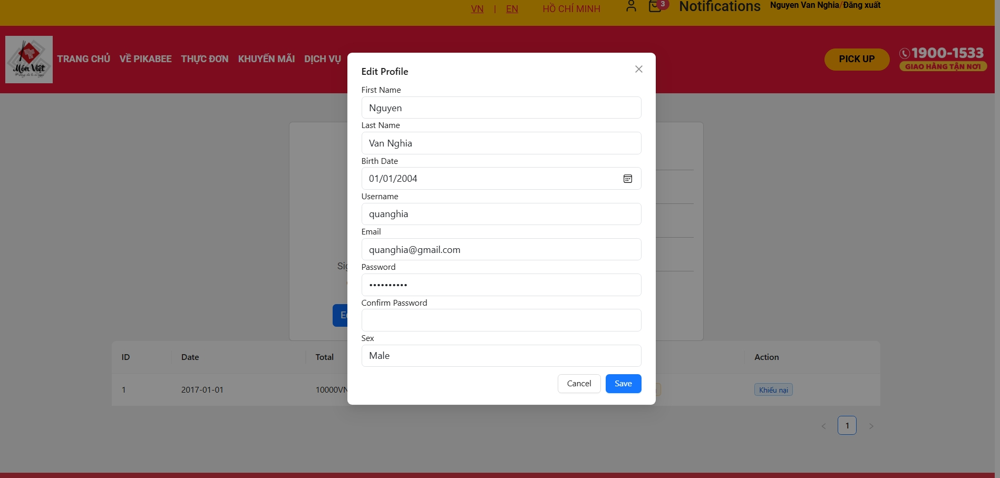 VN | EN HỒ CHÍ MINH 3 Notifications Nguyen Van Nghia/Đăng xuất
Món Việt
TRANG CHỦ VỀ PIKABEE THỰC ĐƠN KHUYẾN MÃI DỊCH VỤ
PICK UP
1900-1533
GIAO HÀNG TẬN NƠI
Edit Profile
First Name
Nguyen
Last Name
Van Nghia
Birth Date
01/01/2004
Username
quanghia
Email
quanghia@gmail.com
Password
••••••••••
Confirm Password
Sex
Male
Cancel Save
ID Date Total Action
1 2017-01-01 10000VN Khiếu nại
< 1 >